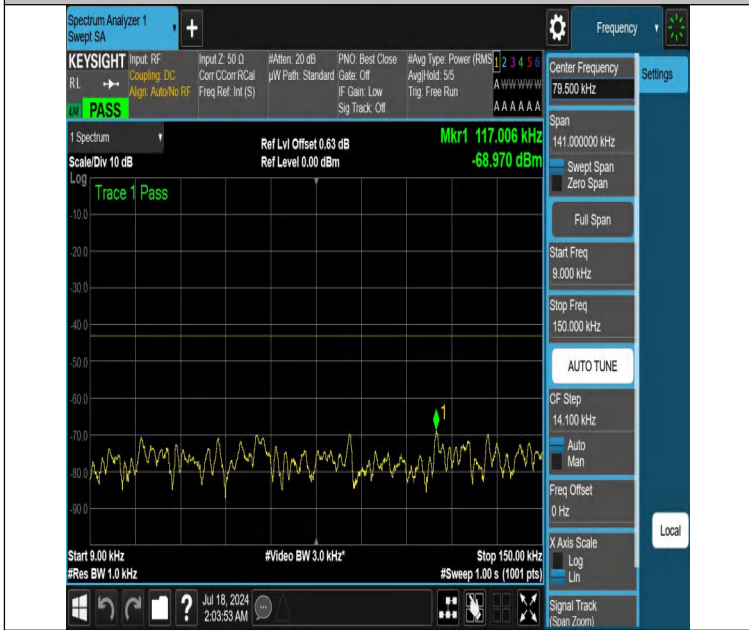 Spectrum Analyzer 1
Swept SA
Frequency
KEYSIGHT
RL
PASS
Input: RF
Coupling: DC
Align: Auto/No RF
Input Z: 50 Ω
Corr CCorr RCal
Freq Ref: Int (S)
#Atten: 20 dB
µW Path: Standard
PNO: Best Close
Gate: Off
IF Gain: Low
Sig Track: Off
#Avg Type: Power (RMS
Avg|Hold: 5/5
Trig: Free Run
1 2 3 4 5 6
A W W W W W
A A A A A A
1 Spectrum
Scale/Div 10 dB
Ref Lvl Offset 0.63 dB
Ref Level 0.00 dBm
Mkr1 117.006 kHz
-68.970 dBm
Log
Trace 1 Pass
-10.0
-20.0
-30.0
-40.0
-50.0
-60.0
-70.0
-80.0
-90.0
1
Start 9.00 kHz
#Res BW 1.0 kHz
#Video BW 3.0 kHz*
Stop 150.00 kHz
#Sweep 1.00 s (1001 pts)
Center Frequency
79.500 kHz
Settings
Span
141.000000 kHz
Swept Span
Zero Span
Full Span
Start Freq
9.000 kHz
Stop Freq
150.000 kHz
AUTO TUNE
CF Step
14.100 kHz
Auto
Man
Freq Offset
0 Hz
X Axis Scale
Log
Lin
Signal Track
(Span Zoom)
Local
?
Jul 18, 2024
2:03:53 AM